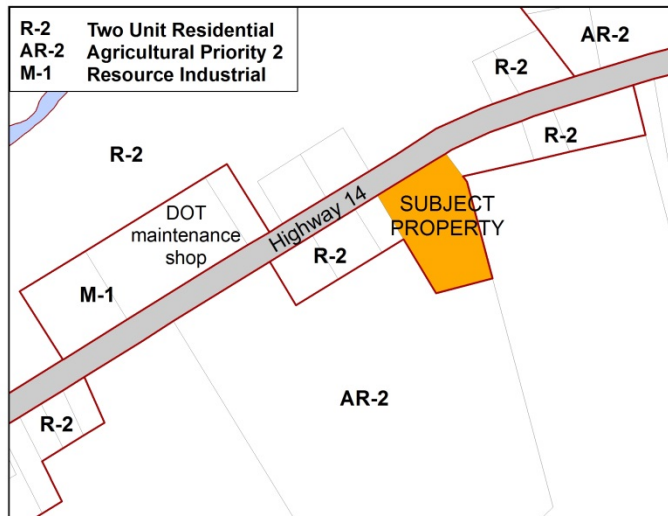 R-2 Two Unit Residential
AR-2 Agricultural Priority 2
M-1 Resource Industrial
AR-2
R-2
R-2
R-2
DOT
maintenance
shop
Highway 14
SUBJECT
PROPERTY
R-2
M-1
AR-2
R-2